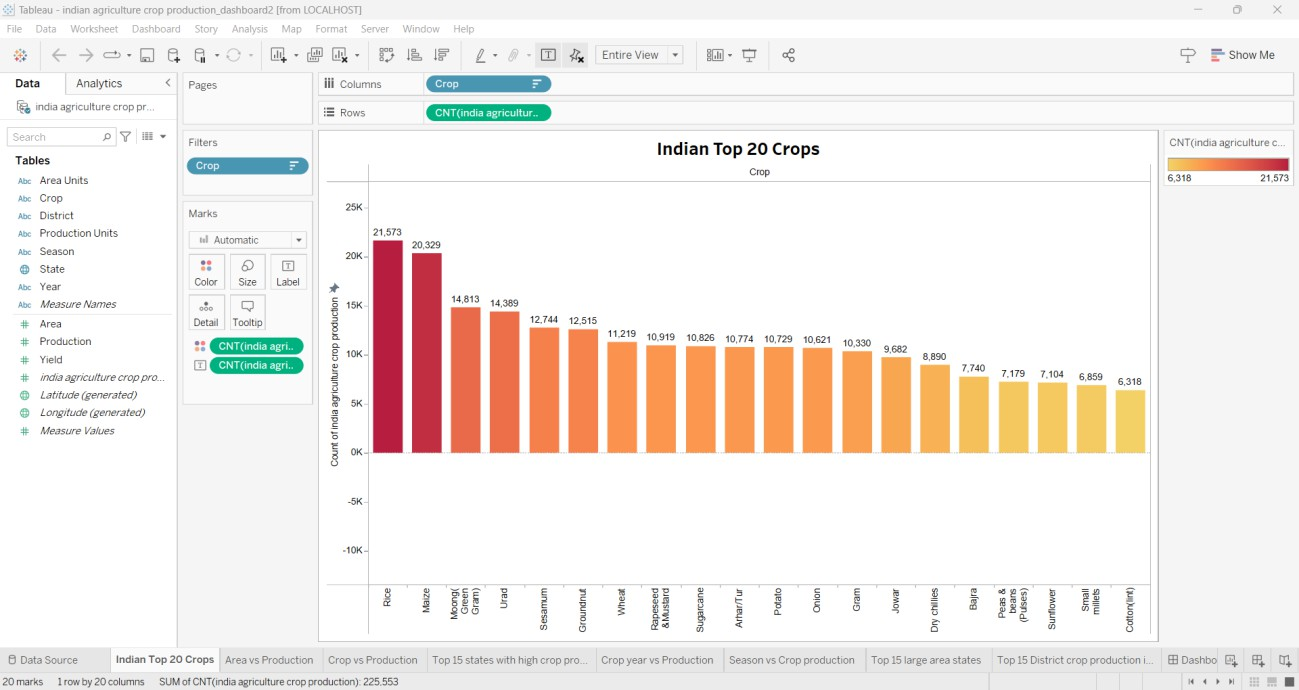 Tableau - indian agriculture crop production_dashboard2 [from LOCALHOST]
File Data Worksheet Dashboard Story Analysis Map Format Server Window Help
Entire View
Show Me
Data Analytics
india agriculture crop pr...
Search
Tables
Abc Area Units
Abc Crop
Abc District
Abc Production Units
Abc Season
State
Abc Year
Abc Measure Names
# Area
# Production
# Yield
# india agriculture crop pro...
Latitude (generated)
Longitude (generated)
# Measure Values
Pages
Filters
Crop
Marks
Automatic
Color Size Label
Detail Tooltip
CNT(india agri..
CNT(india agri..
Columns Crop
Rows CNT(india agricultur..
Indian Top 20 Crops
Crop
Count of india agriculture crop production
25K
20K
15K
10K
5K
0K
-5K
-10K
21,573
20,329
14,813
14,389
12,744
12,515
11,219
10,919
10,826
10,774
10,729
10,621
10,330
9,682
8,890
7,740
7,179
7,104
6,859
6,318
Rice
Maize
Moong(
Green
Gram)
Urad
Sesamum
Groundnut
Wheat
Rapeseed
&Mustard
Sugarcane
Arhar/Tur
Potato
Onion
Gram
Jowar
Dry chillies
Bajra
Peas &
beans
(Pulses)
Sunflower
Small
millets
Cotton(lint)
CNT(india agriculture c...
6,318 21,573
Data Source Indian Top 20 Crops Area vs Production Crop vs Production Top 15 states with high crop pro... Crop year vs Production Season vs Crop production Top 15 large area states Top 15 District crop production i... Dashbo
20 marks 1 row by 20 columns SUM of CNT(india agriculture crop production): 225,553